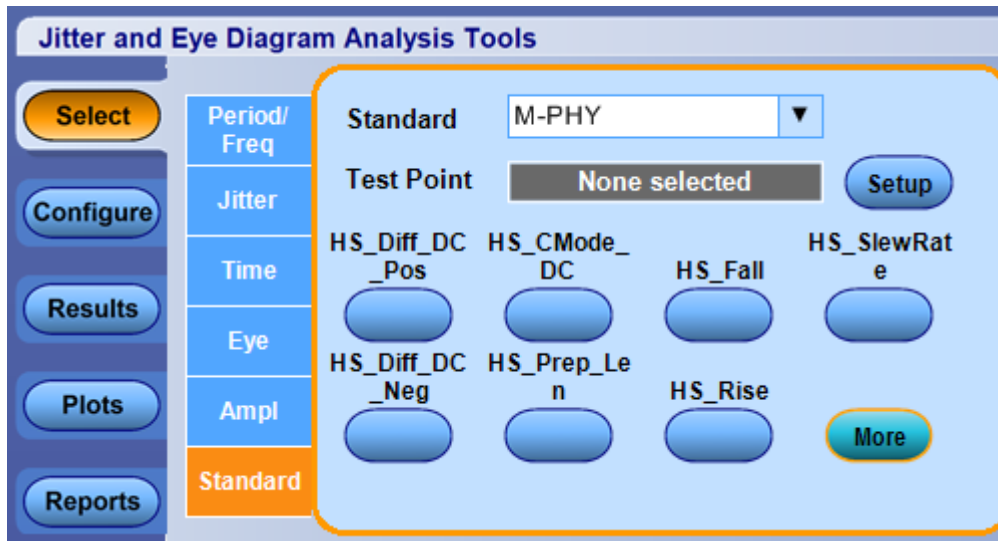 Jitter and Eye Diagram Analysis Tools
Select
Configure
Results
Plots
Reports
Period/
Freq
Jitter
Time
Eye
Ampl
Standard
Standard M-PHY
Test Point None selected Setup
HS_Diff_DC
_Pos
HS_CMode_
DC
HS_Fall
HS_SlewRat
e
HS_Diff_DC
_Neg
HS_Prep_Le
n
HS_Rise
More